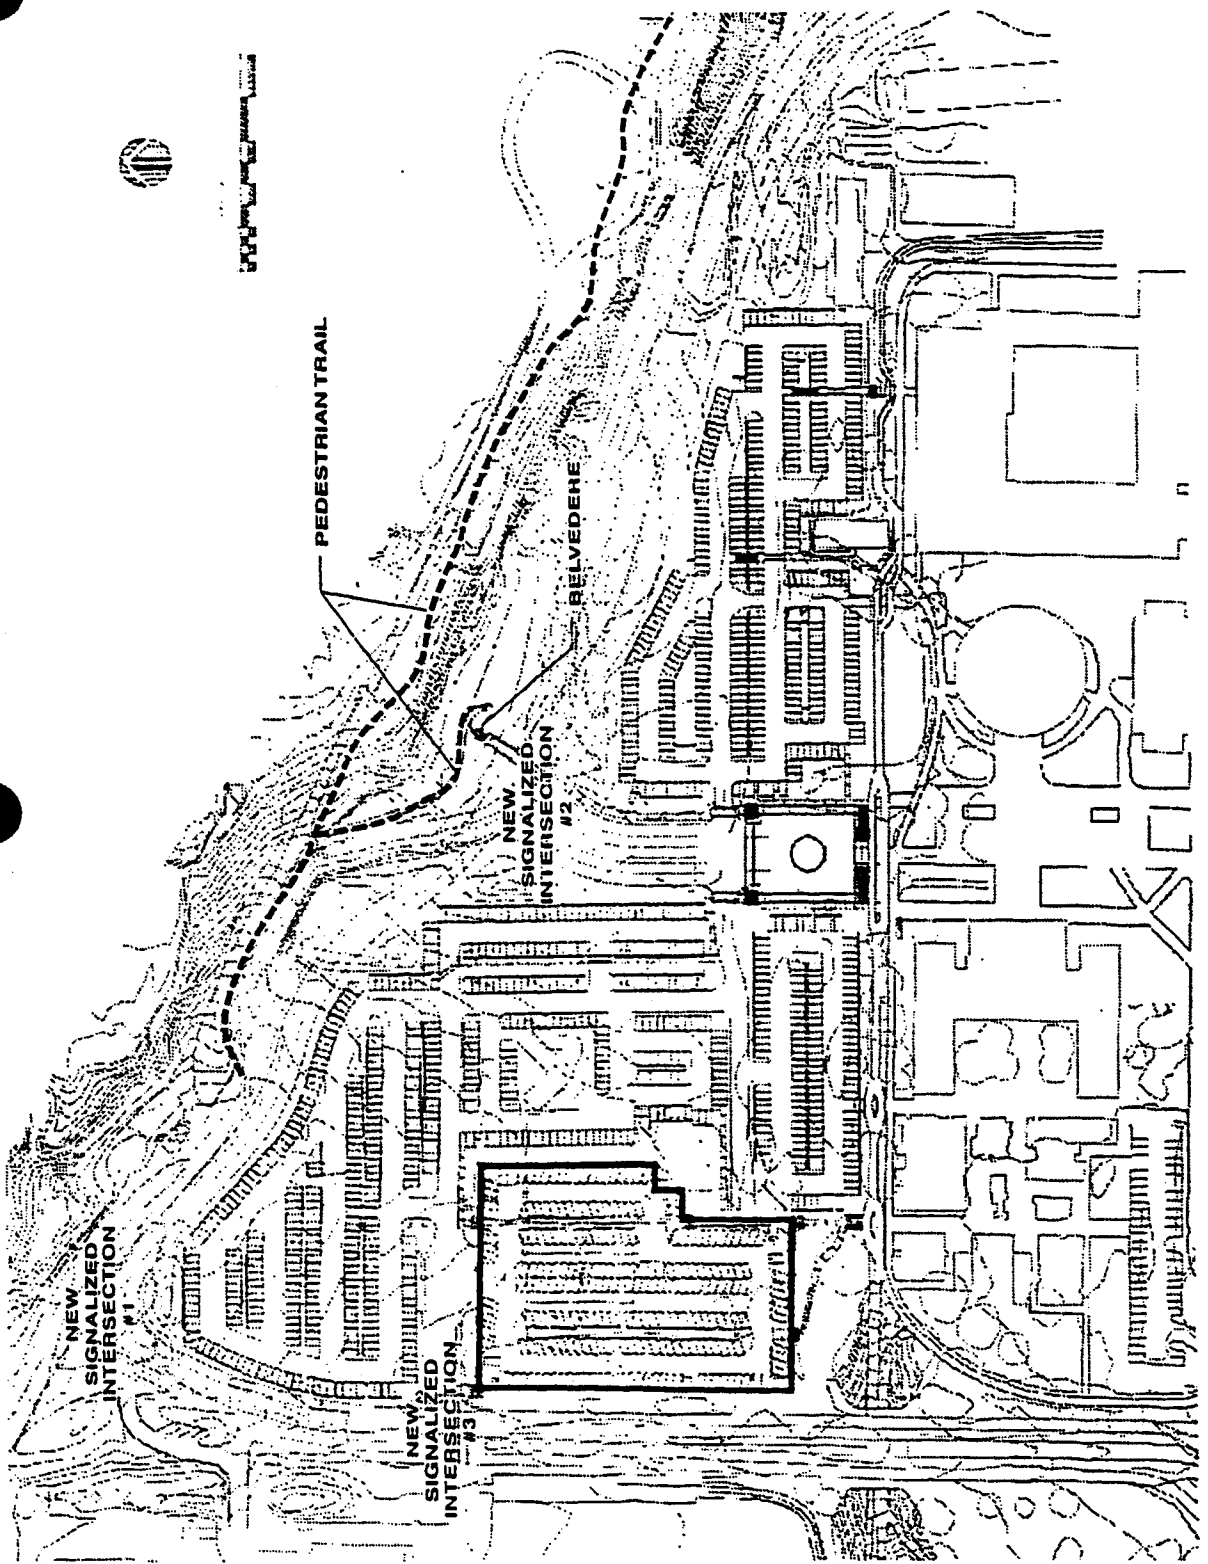 PEDESTRIAN TRAIL
BELVEDERE
NEW
SIGNALIZED
INTERSECTION
#2
NEW
SIGNALIZED
INTERSECTION
#1
NEW
SIGNALIZED
INTERSECTION
#3